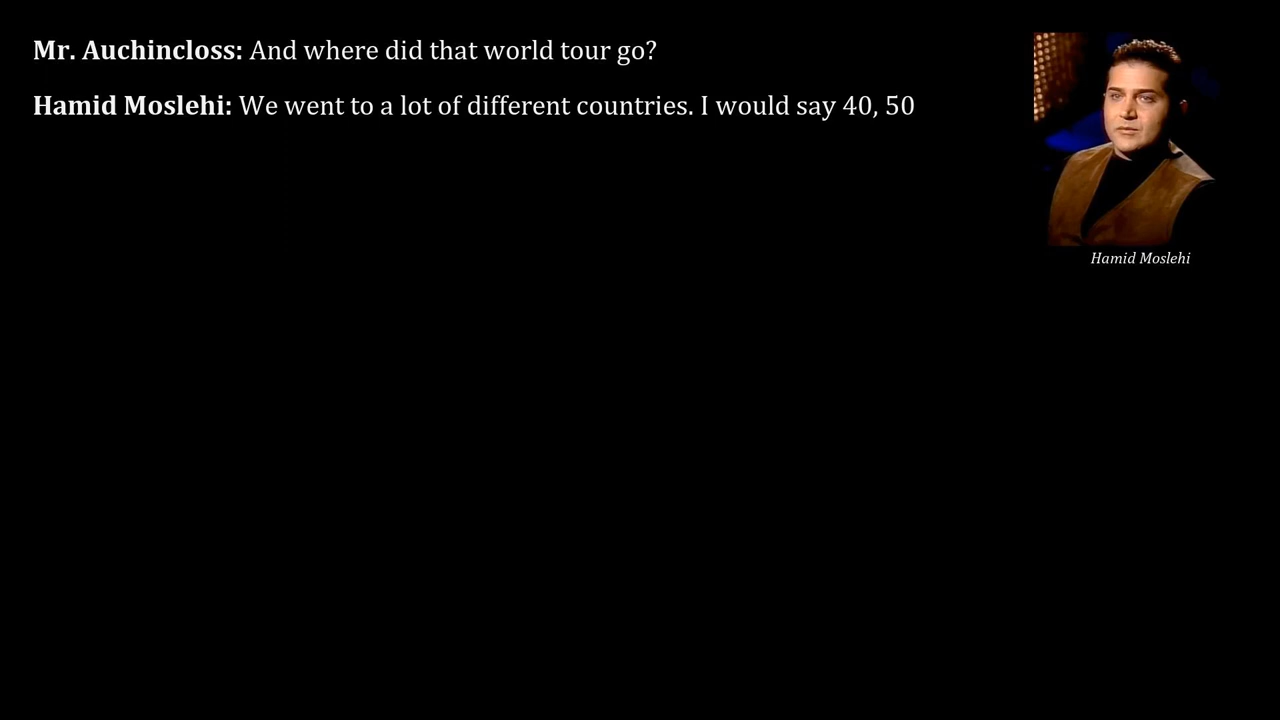 Mr. Auchincloss: And where did that world tour go?
Hamid Moslehi: We went to a lot of different countries. I would say 40, 50
Hamid Moslehi